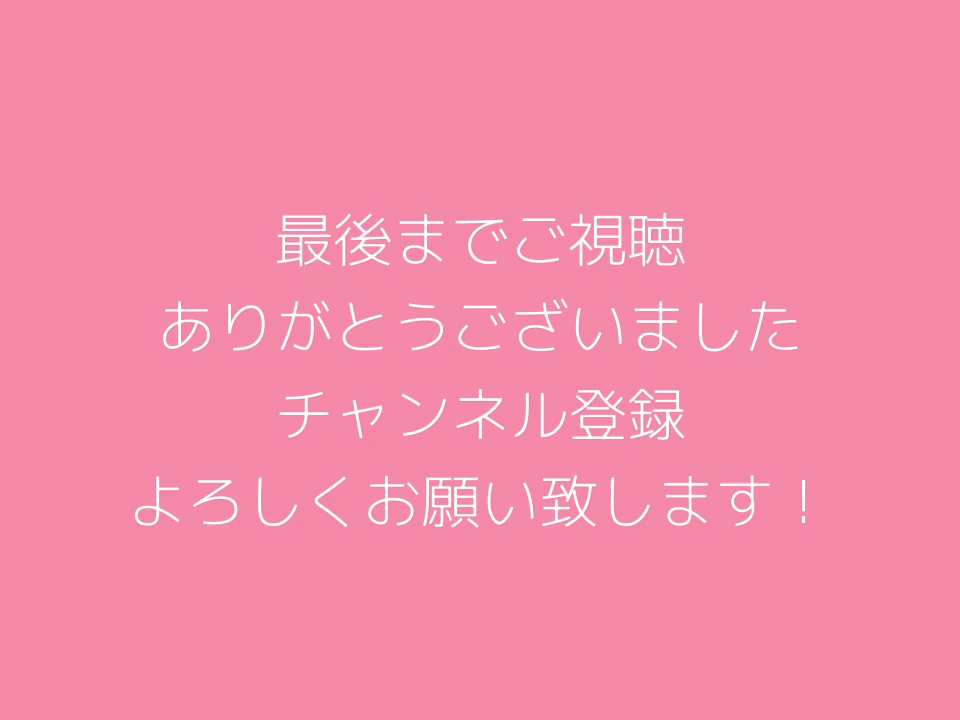 最後までご視聴
ありがとうございました
チャンネル登録
よろしくお願い致します！